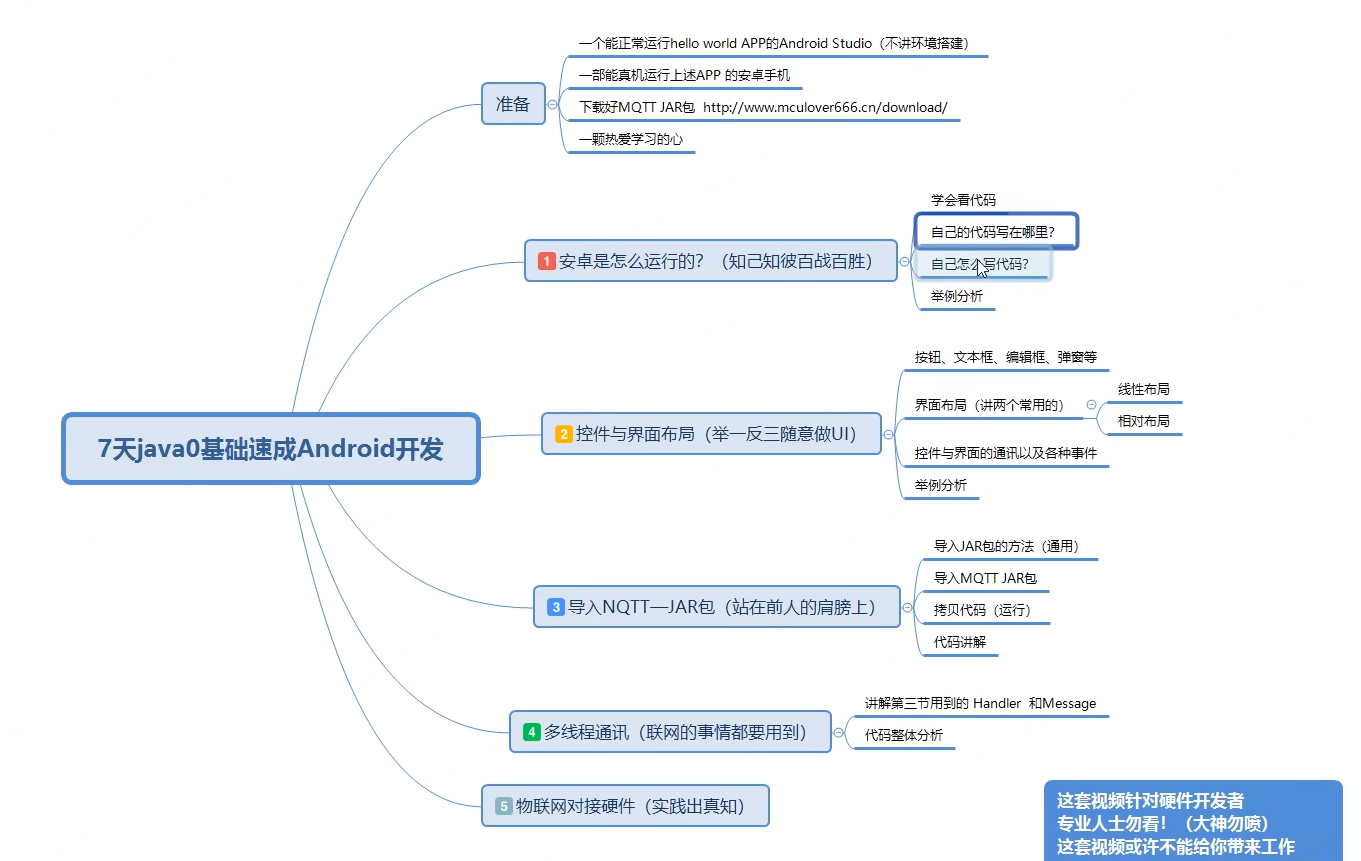 一个能正常运行hello world APP的Android Studio（不讲环境搭建）
一部能真机运行上述APP 的安卓手机
准备
下载好MQTT JAR包  http://www.mculover666.cn/download/
一颗热爱学习的心
学会看代码
自己的代码写在哪里？
1 安卓是怎么运行的？（知己知彼百战百胜）
自己怎么写代码？
举例分析
按钮、文本框、编辑框、弹窗等
线性布局
界面布局（讲两个常用的）
相对布局
2 控件与界面布局（举一反三随意做UI）
7天java0基础速成Android开发
控件与界面的通讯以及各种事件
举例分析
导入JAR包的方法（通用）
导入MQTT JAR包
3 导入NQTT—JAR包（站在前人的肩膀上）
拷贝代码（运行）
代码讲解
讲解第三节用到的 Handler  和Message
4 多线程通讯（联网的事情都要用到）
代码整体分析
5 物联网对接硬件（实践出真知）
这套视频针对硬件开发者
专业人士勿看！（大神勿喷）
这套视频或许不能给你带来工作